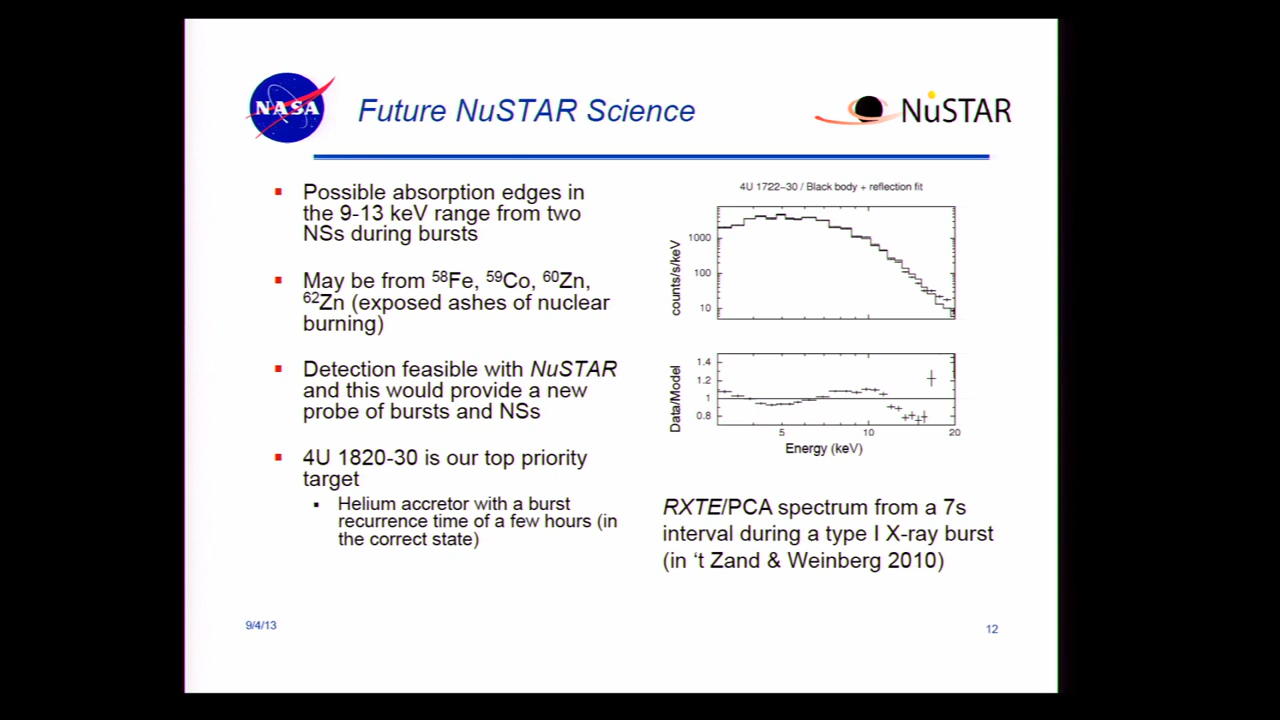 NASA
Future NuSTAR Science
NuSTAR
Possible absorption edges in
the 9-13 keV range from two
NSs during bursts
May be from ⁵⁸Fe, ⁵⁹Co, ⁶⁰Zn,
⁶²Zn (exposed ashes of nuclear
burning)
Detection feasible with NuSTAR
and this would provide a new
probe of bursts and NSs
4U 1820-30 is our top priority
target
Helium accretor with a burst
recurrence time of a few hours (in
the correct state)
4U 1722−30 / Black body + reflection fit
counts/s/keV
1000
100
10
Data/Model
1.4
1.2
1
0.8
5 10 20
Energy (keV)
RXTE/PCA spectrum from a 7s
interval during a type I X-ray burst
(in ‘t Zand & Weinberg 2010)
9/4/13
12